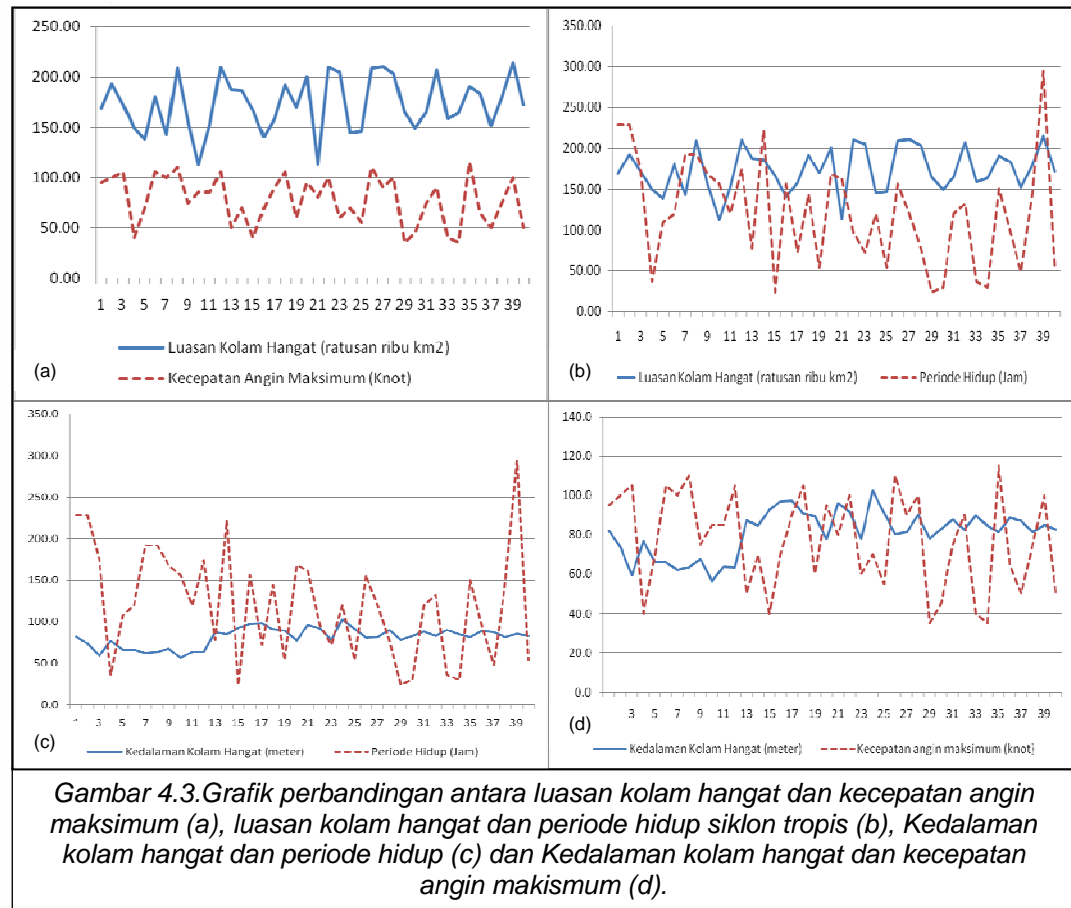 250.00
200.00
150.00
100.00
50.00
0.00
1 3 5 7 9 11 13 15 17 19 21 23 25 27 29 31 33 35 37 39
Luasan Kolam Hangat (ratusan ribu km2)
Kecepatan Angin Maksimum (Knot)
(a)
350.00
300.00
250.00
200.00
150.00
100.00
50.00
0.00
1 3 5 7 9 11 13 15 17 19 21 23 25 27 29 31 33 35 37 39
Luasan Kolam Hangat (ratusan ribu km2) Periode Hidup (Jam)
(b)
350.0
300.0
250.0
200.0
150.0
100.0
50.0
0.0
3 5 7 9 11 13 15 17 19 21 23 25 27 29 31 33 35 37 39
Kedalaman Kolam Hangat (meter) Periode Hidup (Jam)
(c)
140.0
120.0
100.0
80.0
60.0
40.0
20.0
0.0
3 5 7 9 11 13 15 17 19 21 23 25 27 29 31 33 35 37 39
Kedalaman Kolam Hangat (meter) Kecepatan angin maksimum (knot)
(d)
Gambar 4.3.Grafik perbandingan antara luasan kolam hangat dan kecepatan angin
maksimum (a), luasan kolam hangat dan periode hidup siklon tropis (b), Kedalaman
kolam hangat dan periode hidup (c) dan Kedalaman kolam hangat dan kecepatan
angin makismum (d).